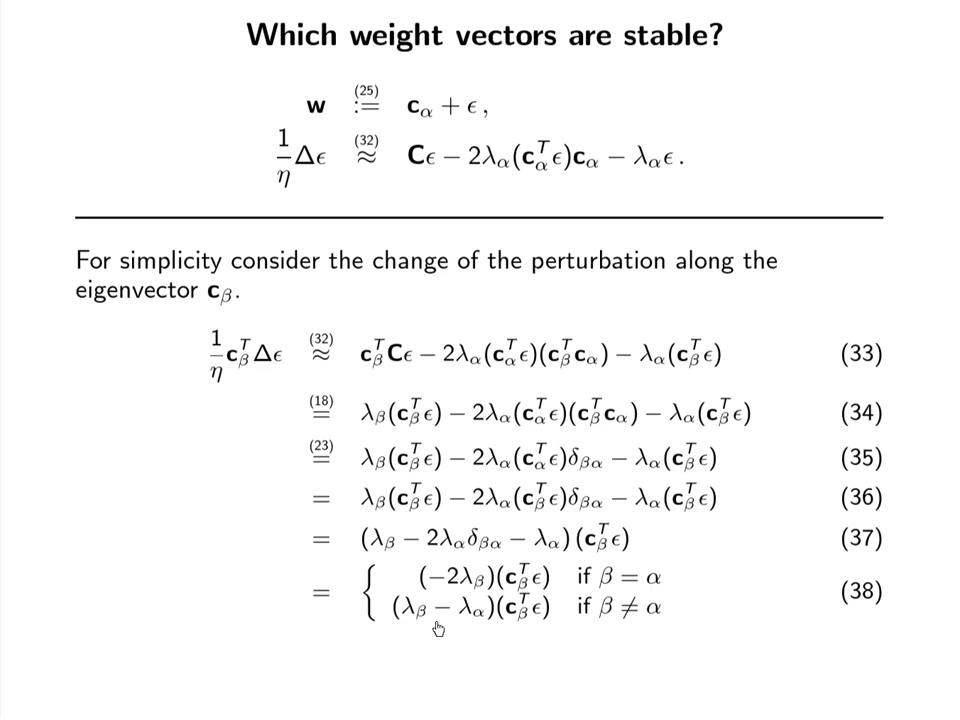 Which weight vectors are stable?
w :=(25) c_α + ϵ ,
1/η Δϵ ≈(32) Cϵ − 2λ_α(c_α^T ϵ)c_α − λ_α ϵ .
For simplicity consider the change of the perturbation along the
eigenvector c_β.
1/η c_β^T Δϵ ≈(32) c_β^T Cϵ − 2λ_α(c_α^T ϵ)(c_β^T c_α) − λ_α(c_β^T ϵ) (33)
=(18) λ_β(c_β^T ϵ) − 2λ_α(c_α^T ϵ)(c_β^T c_α) − λ_α(c_β^T ϵ) (34)
=(23) λ_β(c_β^T ϵ) − 2λ_α(c_α^T ϵ)δ_βα − λ_α(c_β^T ϵ) (35)
= λ_β(c_β^T ϵ) − 2λ_α(c_β^T ϵ)δ_βα − λ_α(c_β^T ϵ) (36)
= (λ_β − 2λ_α δ_βα − λ_α) (c_β^T ϵ) (37)
= { (−2λ_β)(c_β^T ϵ) if β = α
(λ_β − λ_α)(c_β^T ϵ) if β ≠ α (38)